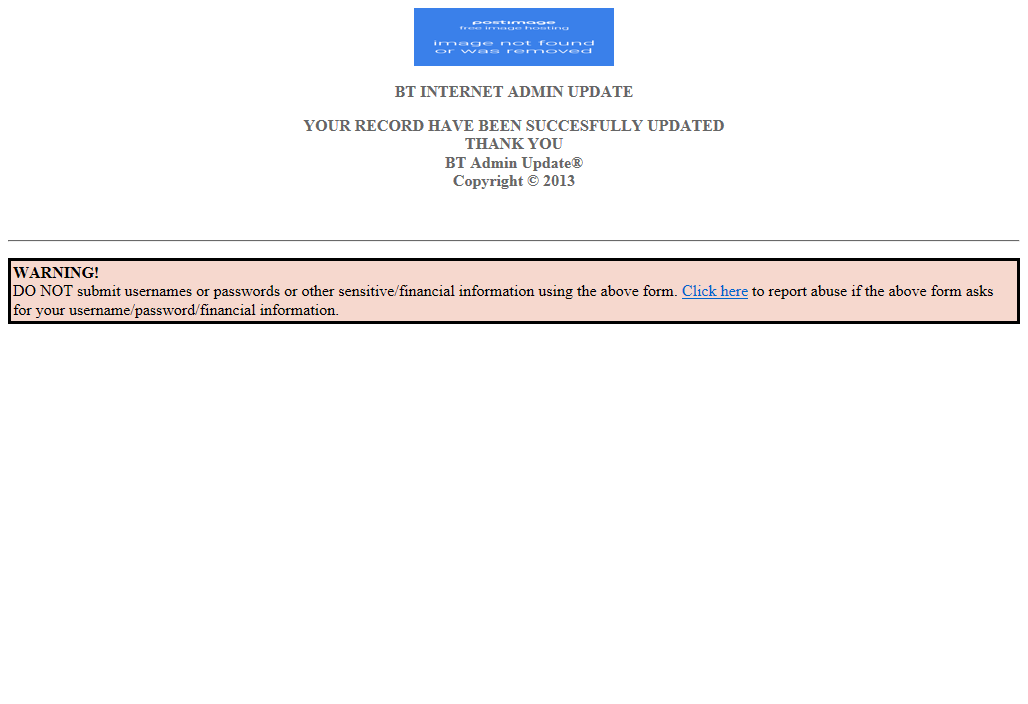 postimage
free image hosting
image not found
or was removed
BT INTERNET ADMIN UPDATE
YOUR RECORD HAVE BEEN SUCCESFULLY UPDATED
THANK YOU
BT Admin Update®
Copyright © 2013
WARNING!
DO NOT submit usernames or passwords or other sensitive/financial information using the above form. Click here to report abuse if the above form asks
for your username/password/financial information.